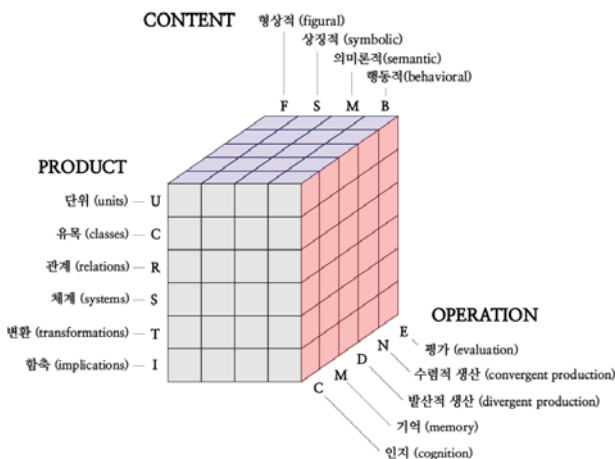 CONTENT
형상적 (figural)
상징적 (symbolic)
의미론적(semantic)
행동적(behavioral)
F S M B
PRODUCT
단위 (units) U
유목 (classes) C
관계 (relations) R
체계 (systems) S
변환 (transformations) T
함축 (implications) I
OPERATION
E 평가 (evaluation)
N 수렴적 생산 (convergent production)
D 발산적 생산 (divergent production)
M 기억 (memory)
C 인지 (cognition)